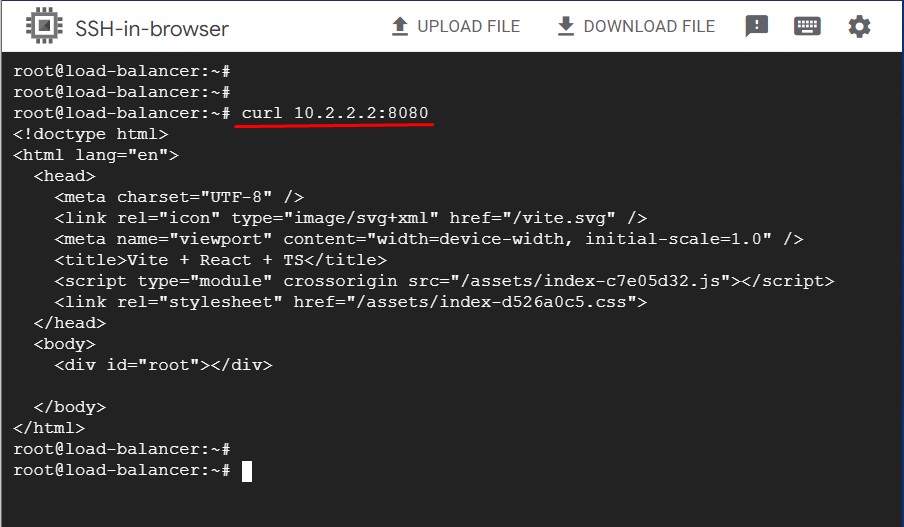 SSH-in-browser UPLOAD FILE DOWNLOAD FILE
root@load-balancer:~#
root@load-balancer:~#
root@load-balancer:~# curl 10.2.2.2:8080
<!doctype html>
<html lang="en">
  <head>
    <meta charset="UTF-8" />
    <link rel="icon" type="image/svg+xml" href="/vite.svg" />
    <meta name="viewport" content="width=device-width, initial-scale=1.0" />
    <title>Vite + React + TS</title>
    <script type="module" crossorigin src="/assets/index-c7e05d32.js"></script>
    <link rel="stylesheet" href="/assets/index-d526a0c5.css">
  </head>
  <body>
    <div id="root"></div>

  </body>
</html>
root@load-balancer:~#
root@load-balancer:~#